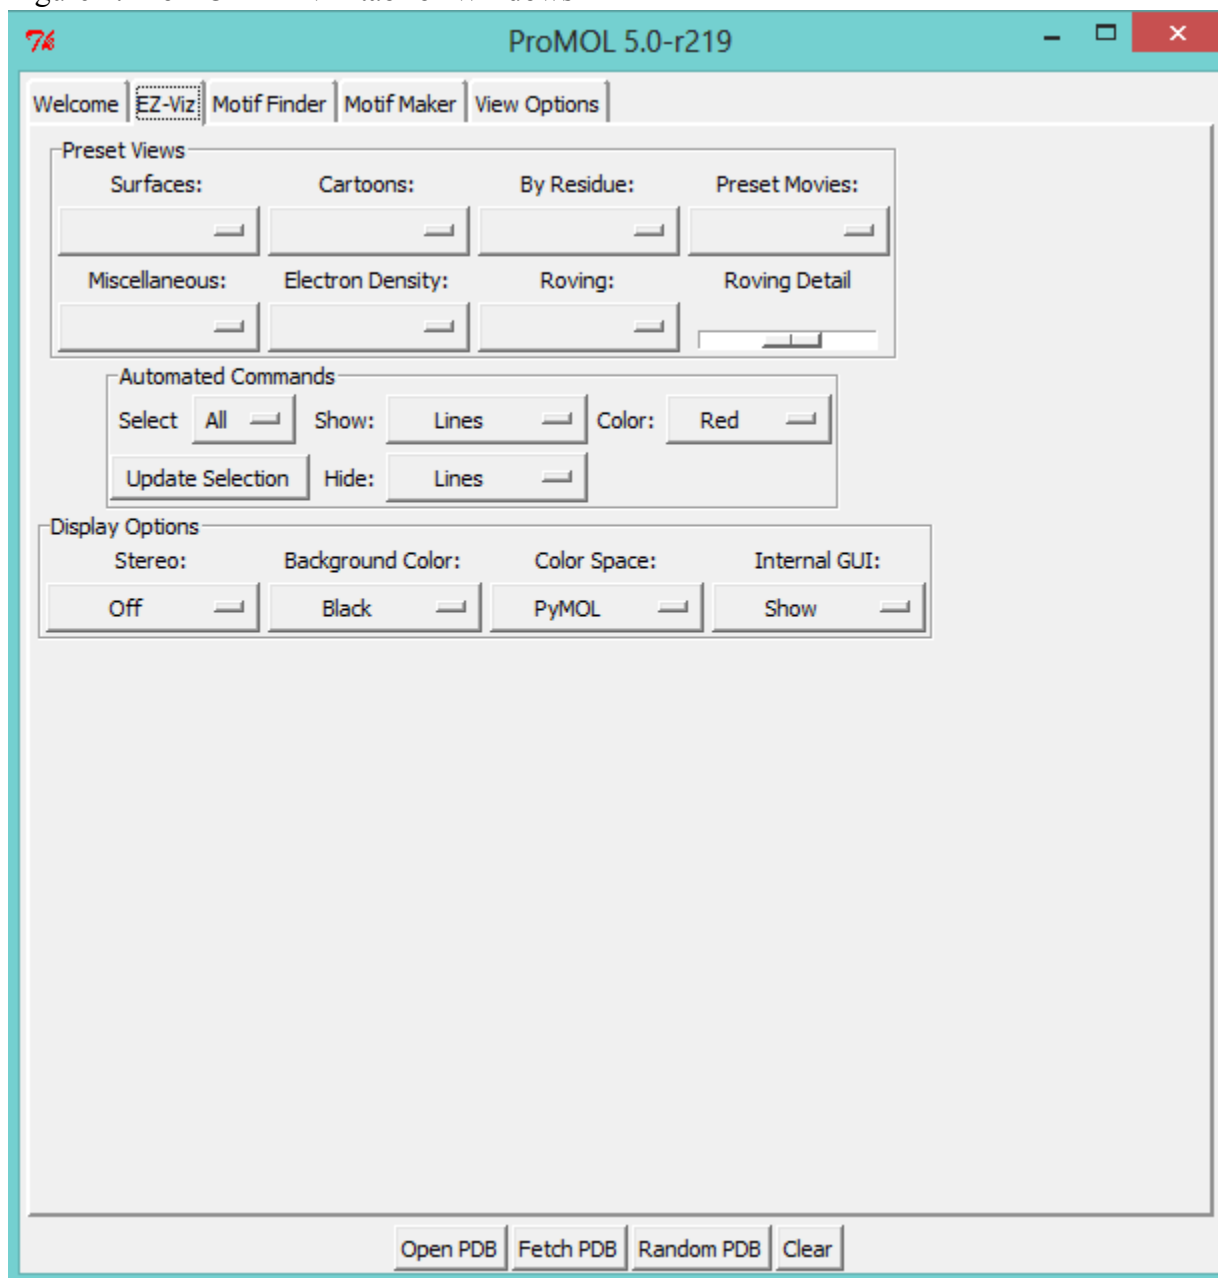 ProMOL 5.0-r219
Welcome EZ-Viz Motif Finder Motif Maker View Options
Preset Views
Surfaces: Cartoons: By Residue: Preset Movies:
Miscellaneous: Electron Density: Roving: Roving Detail
Automated Commands
Select All Show: Lines Color: Red
Update Selection Hide: Lines
Display Options
Stereo: Background Color: Color Space: Internal GUI:
Off Black PyMOL Show
Open PDB Fetch PDB Random PDB Clear